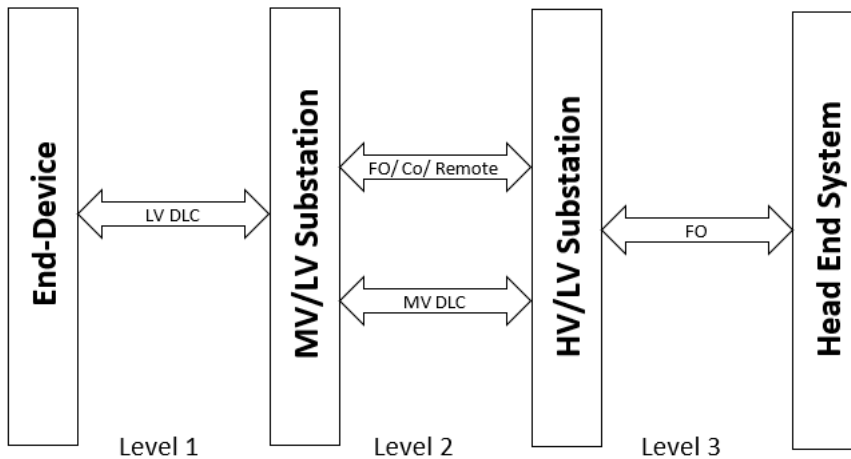 End-Device
LV DLC
MV/LV Substation
FO/ Co/ Remote
MV DLC
HV/LV Substation
FO
Head End System
Level 1
Level 2
Level 3